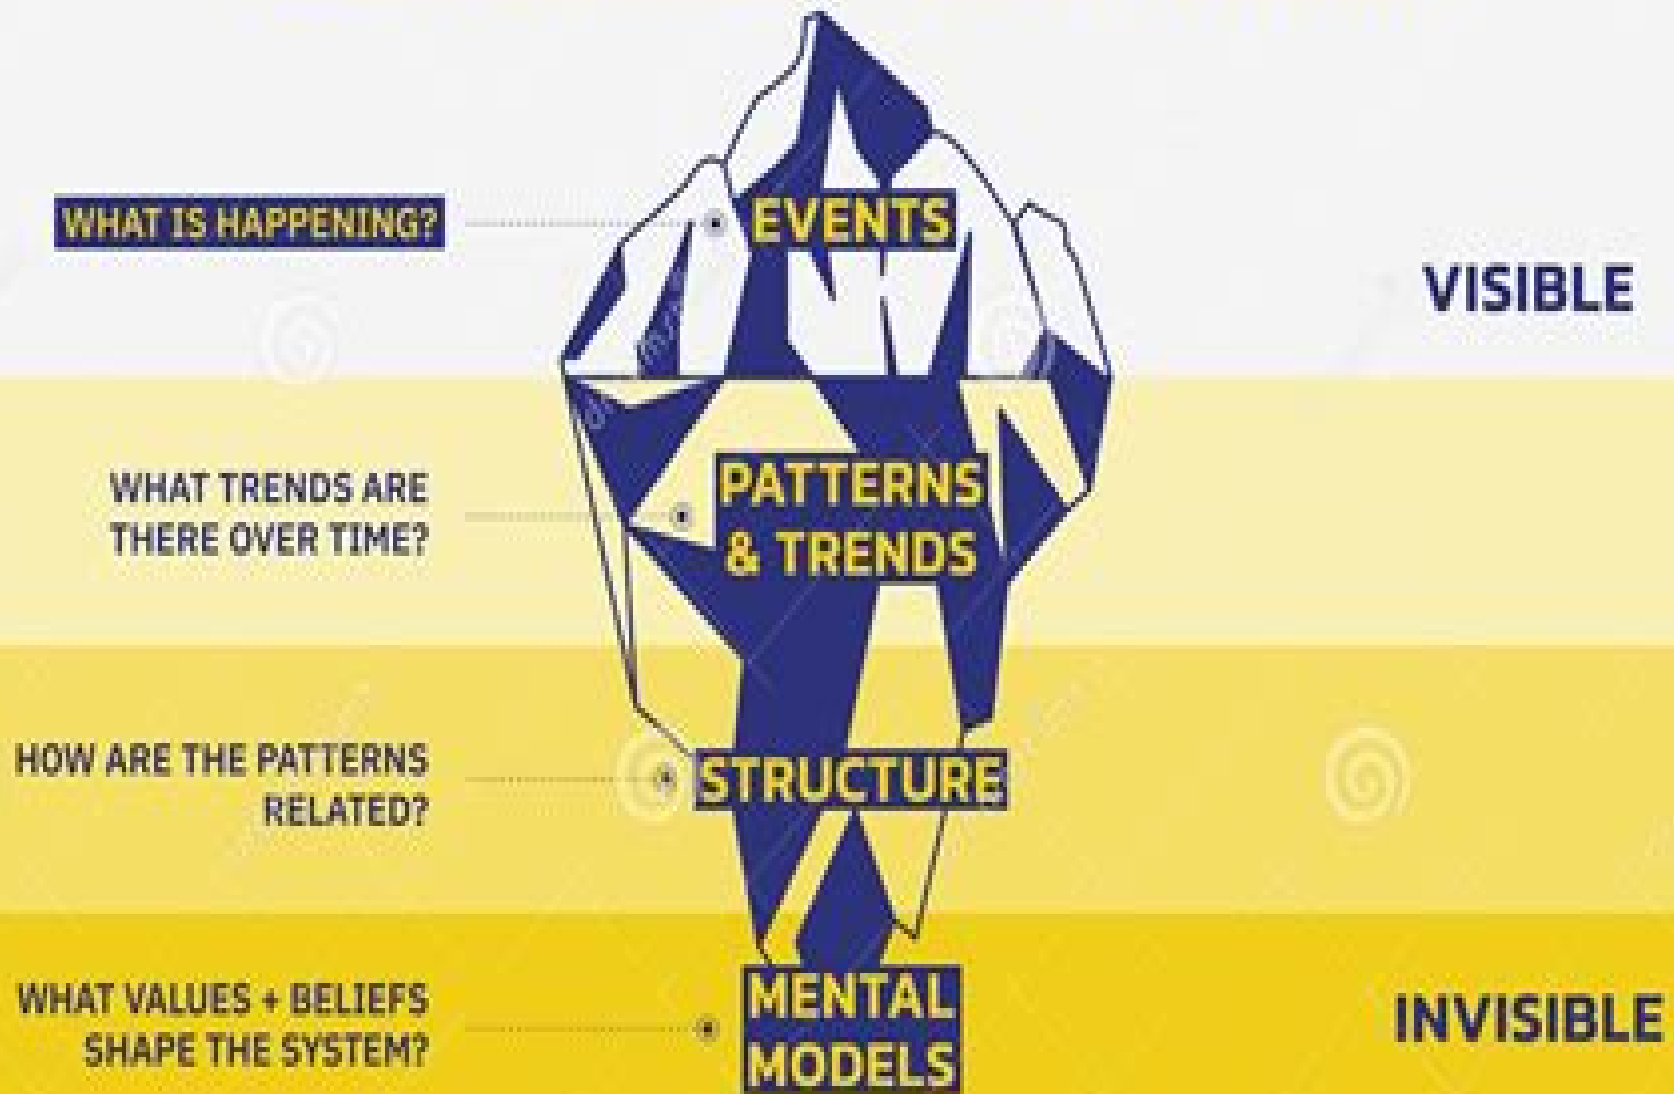 WHAT IS HAPPENING?
EVENTS
VISIBLE
WHAT TRENDS ARE
THERE OVER TIME?
PATTERNS
& TRENDS
HOW ARE THE PATTERNS
RELATED?
STRUCTURE
WHAT VALUES + BELIEFS
SHAPE THE SYSTEM?
MENTAL
MODELS
INVISIBLE